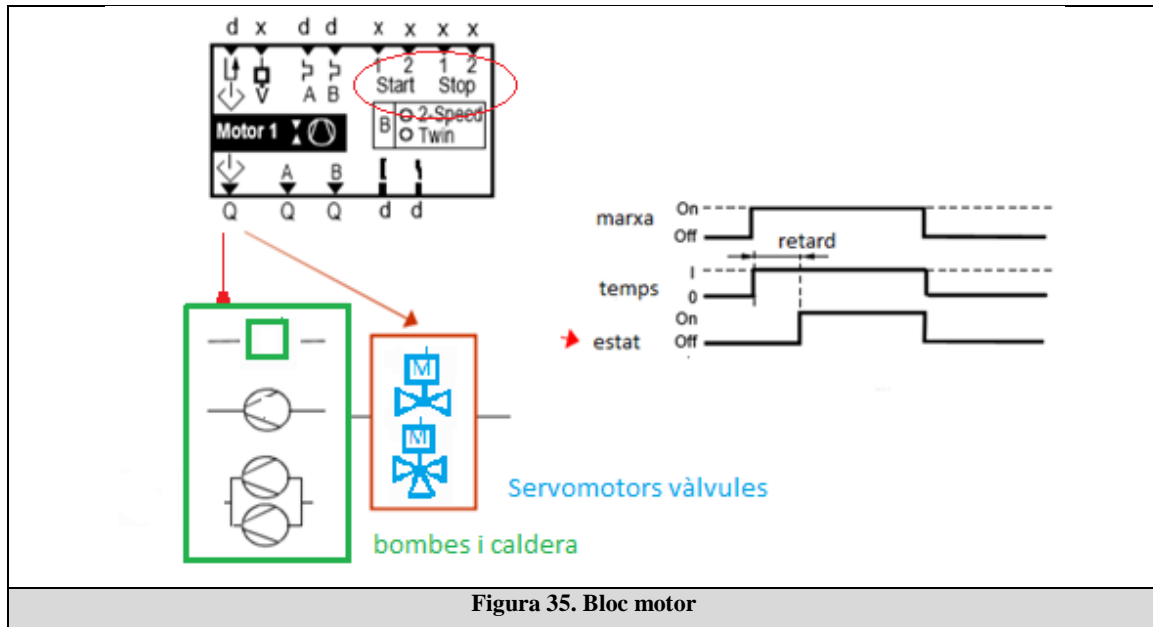 d x d d x x x x
1 2 1 2
V A B Start Stop
B 2-Speed
Motor 1 Twin
A B
Q Q Q d d
marxa On
Off
retard
temps I
0
On
estat Off
M
M
Servomotors vàlvules
bombes i caldera
Figura 35. Bloc motor